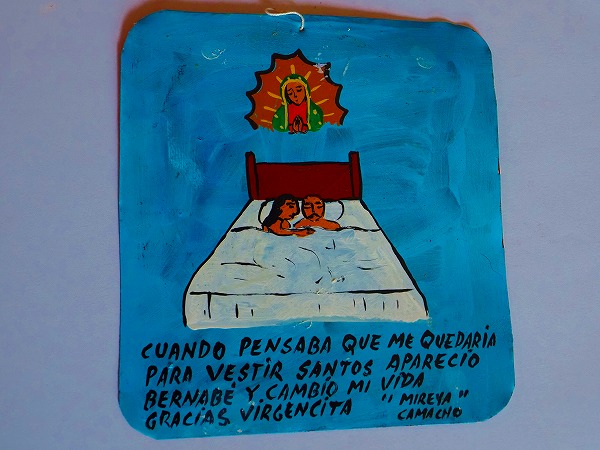 CUANDO PENSABA QUE ME QUEDARIA
PARA VESTIR SANTOS APARECIO
BERNABÉ Y CAMBIO MI VIDA
GRACIAS VIRGENCITA "MIREYA"
CAMACHO